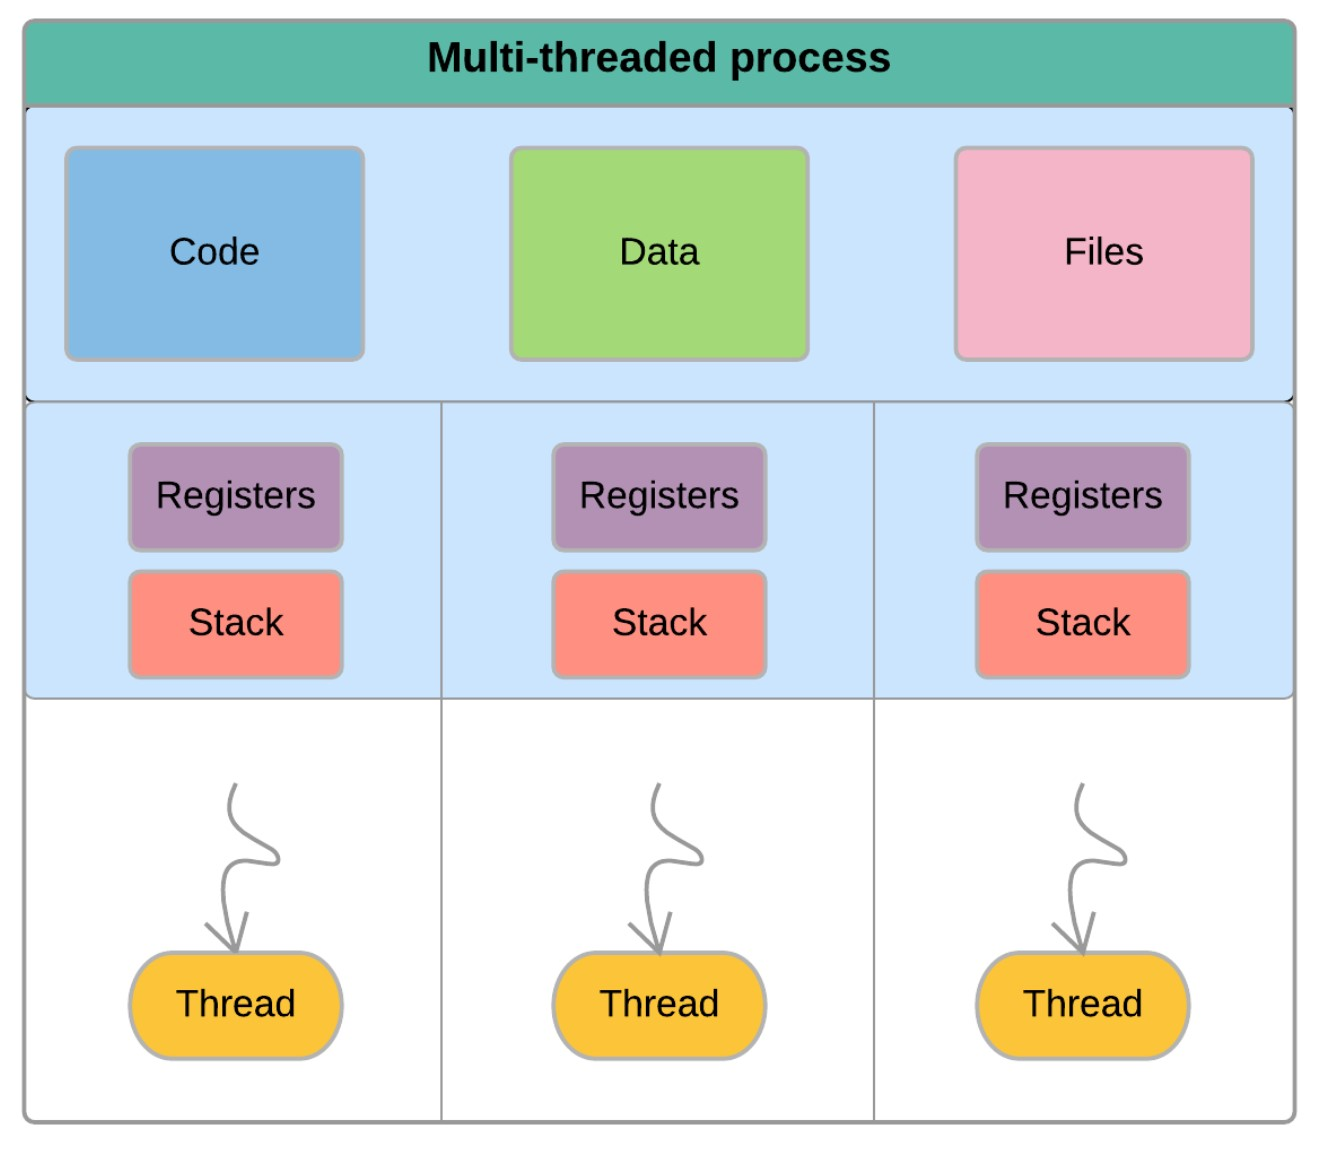 Multi-threaded process
Code
Data
Files
Registers
Registers
Registers
Stack
Stack
Stack
Thread
Thread
Thread